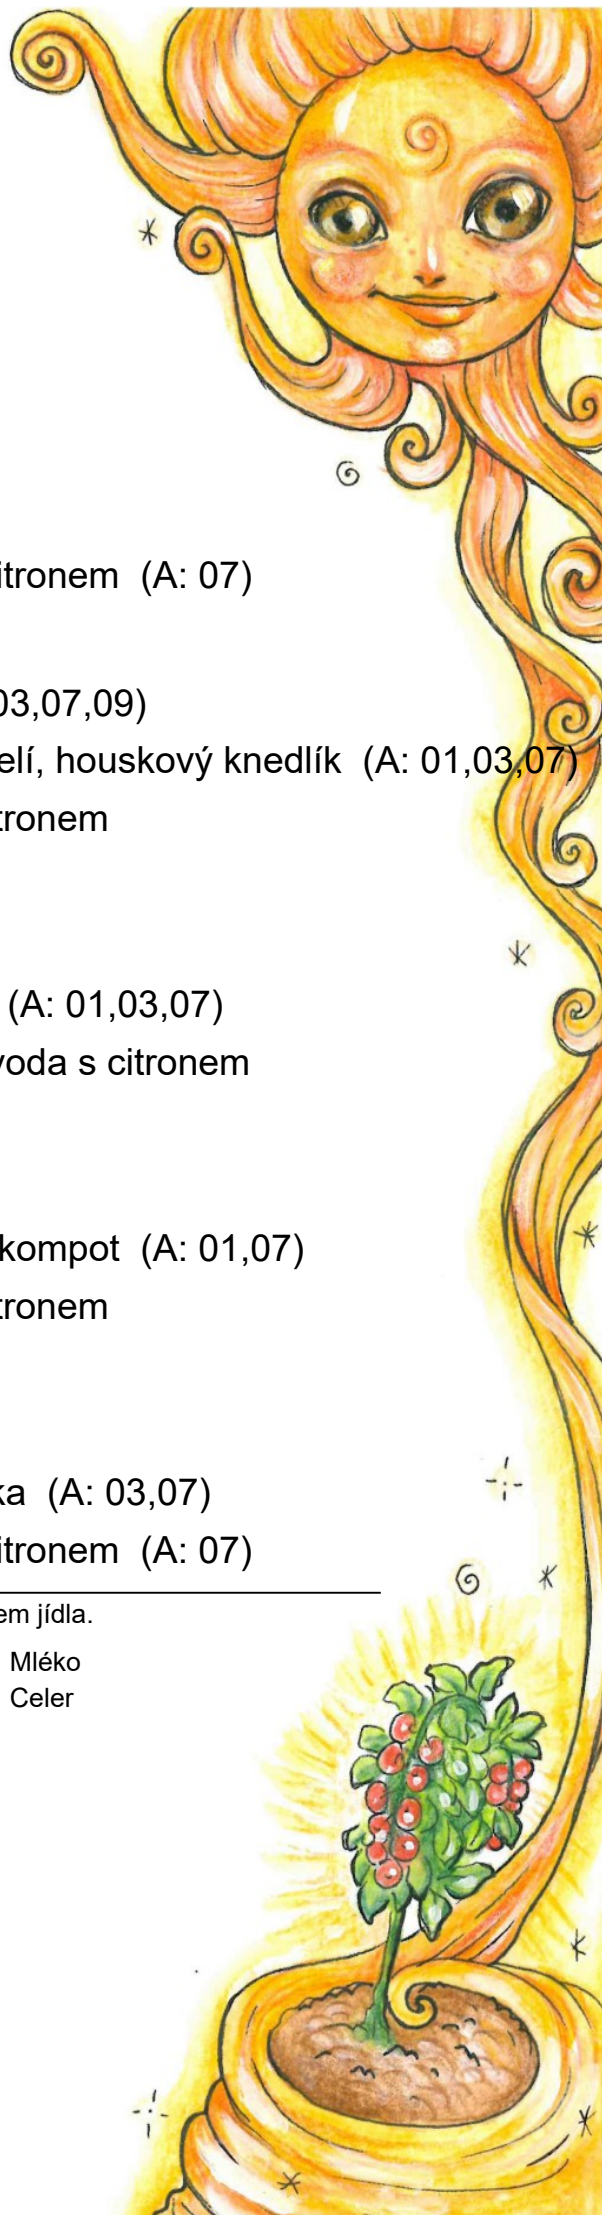 itronem (A: 07)
03,07,09)
elí, houskový knedlík (A: 01,03,07)
tronem
(A: 01,03,07)
voda s citronem
kompot (A: 01,07)
tronem
ka (A: 03,07)
itronem (A: 07)
em jídla.
Mléko
Celer